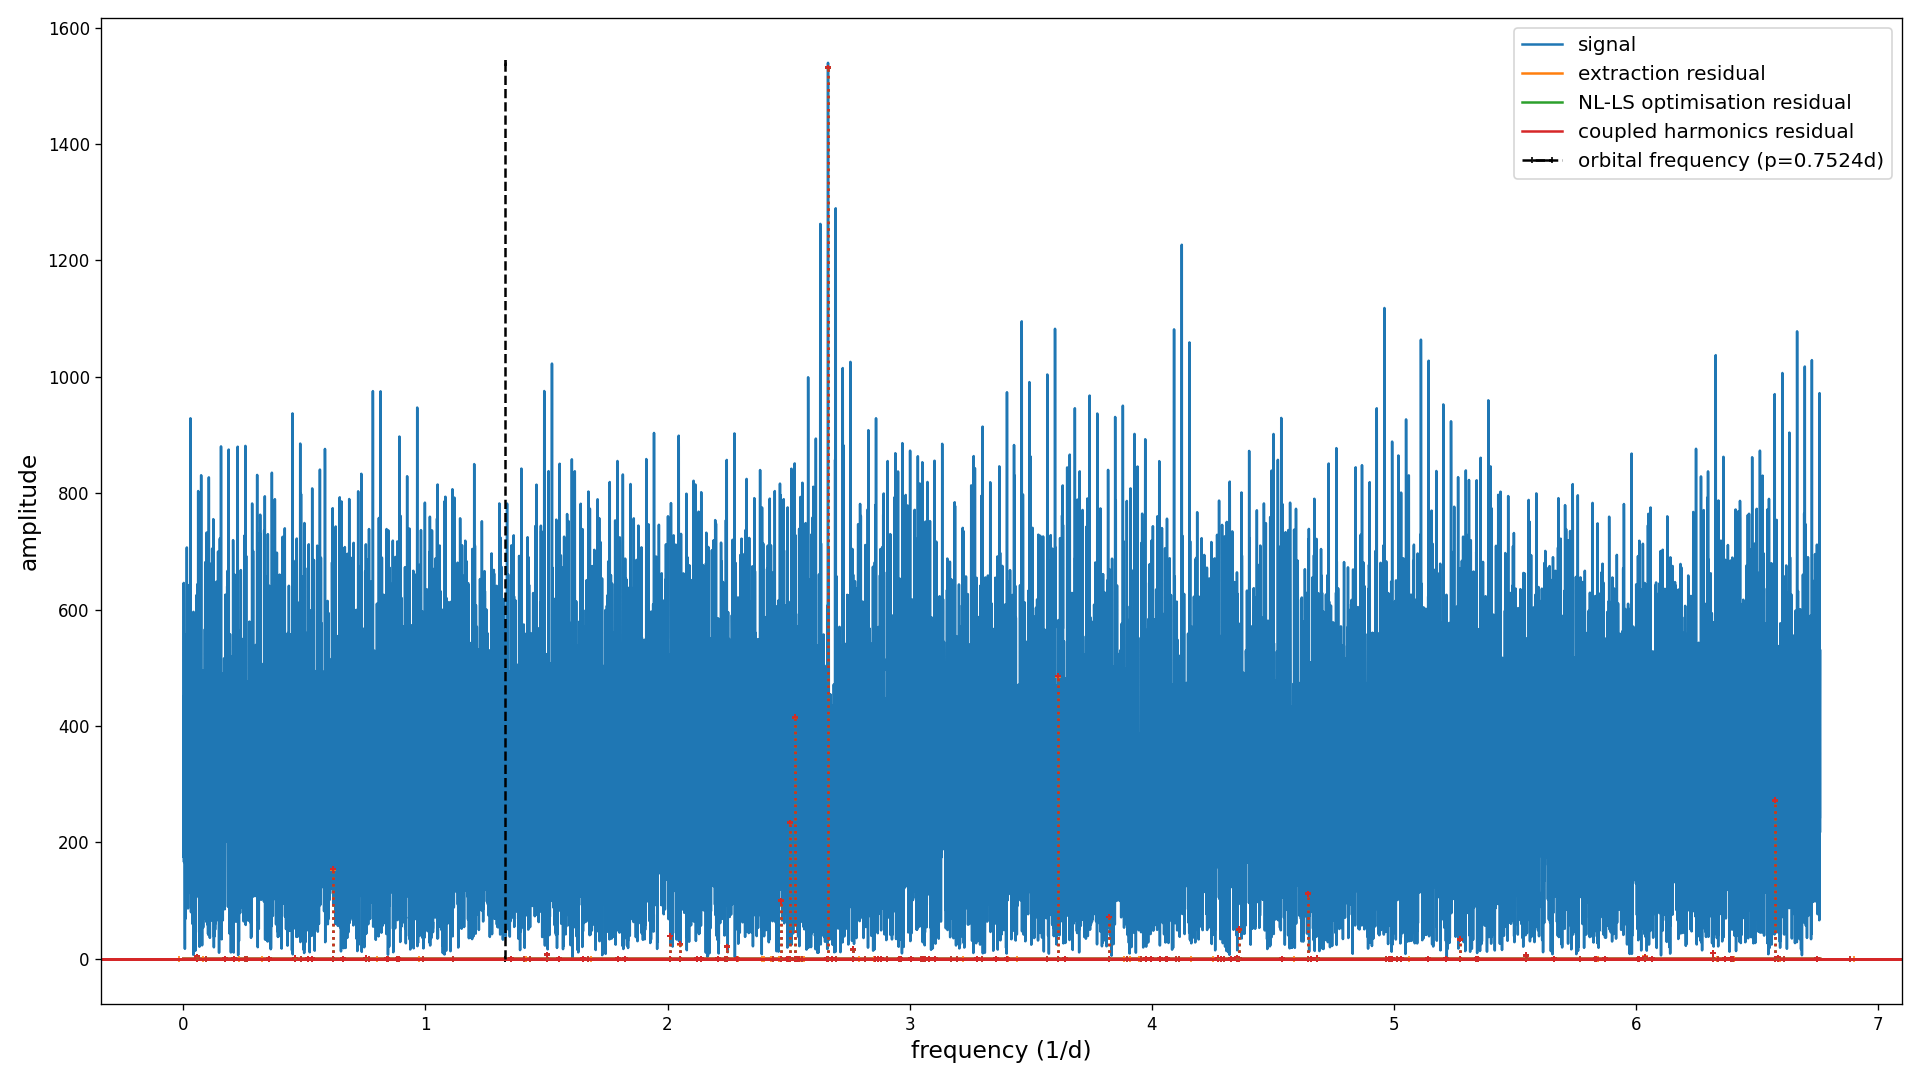 1600
1400
1200
1000
800
600
400
200
0
amplitude
0 1 2 3 4 5 6 7
frequency (1/d)
signal
extraction residual
NL-LS optimisation residual
coupled harmonics residual
orbital frequency (p=0.7524d)